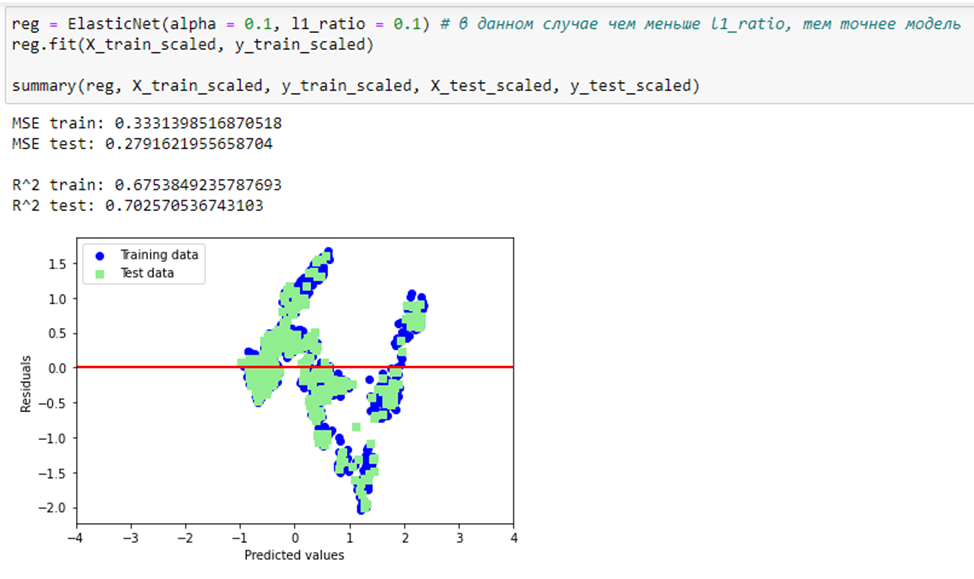 reg = ElasticNet(alpha = 0.1, l1_ratio = 0.1) # в данном случае чем меньше l1_ratio, тем точнее модель
reg.fit(X_train_scaled, y_train_scaled)
summary(reg, X_train_scaled, y_train_scaled, X_test_scaled, y_test_scaled)
MSE train: 0.3331398516870518
MSE test: 0.2791621955658704
R^2 train: 0.6753849235787693
R^2 test: 0.702570536743103
Training data
Test data
1.5
1.0
0.5
0.0
−0.5
−1.0
−1.5
−2.0
Residuals
−4 −3 −2 −1 0 1 2 3 4
Predicted values